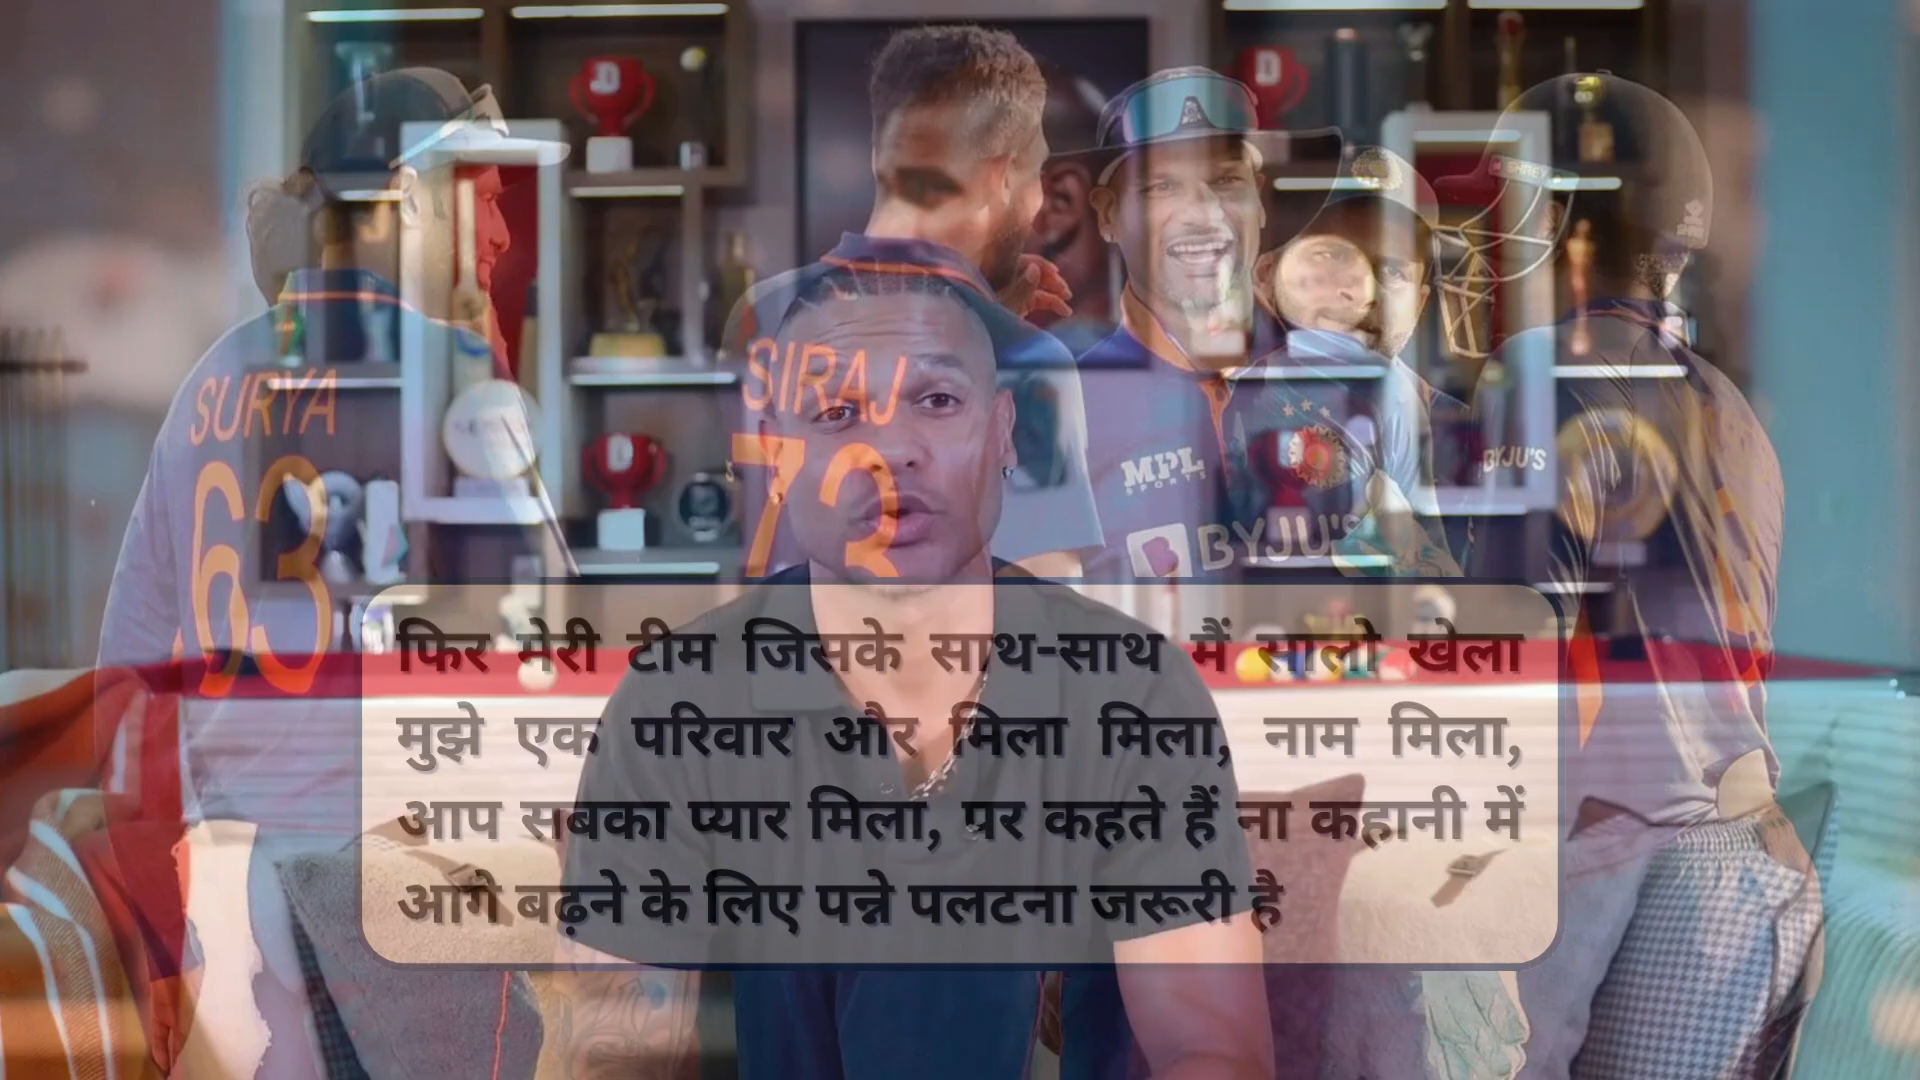 SURYA
63
SIRAJ
73
MPL
SPORTS
BYJU'S
SHREY
BYJU'S
D
D
D
D
फिर मेरी टीम जिसके साथ-साथ मैं सालो खेला
मुझे एक परिवार और मिला मिला, नाम मिला,
आप सबका प्यार मिला, पर कहते हैं ना कहानी में
आगे बढ़ने के लिए पन्ने पलटना जरूरी है